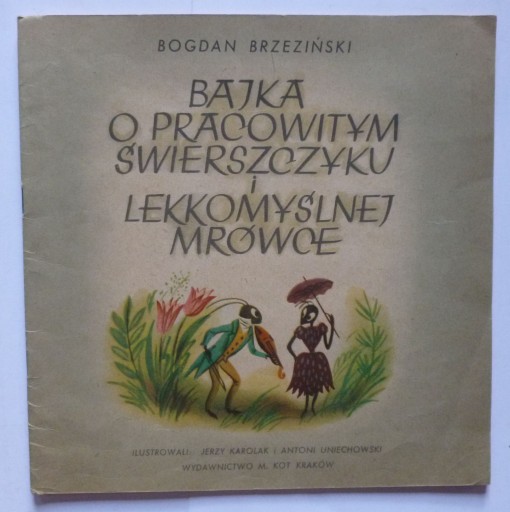 BOGDAN BRZEZIŃSKI
BAJKA
O PRACOWITYM
ŚWIERSZCZYKU
i
LEKKOMYŚLNEJ
MRÓWCE
ILUSTROWALI: JERZY KAROLAK i ANTONI UNIECHOWSKI
WYDAWNICTWO M. KOT KRAKÓW